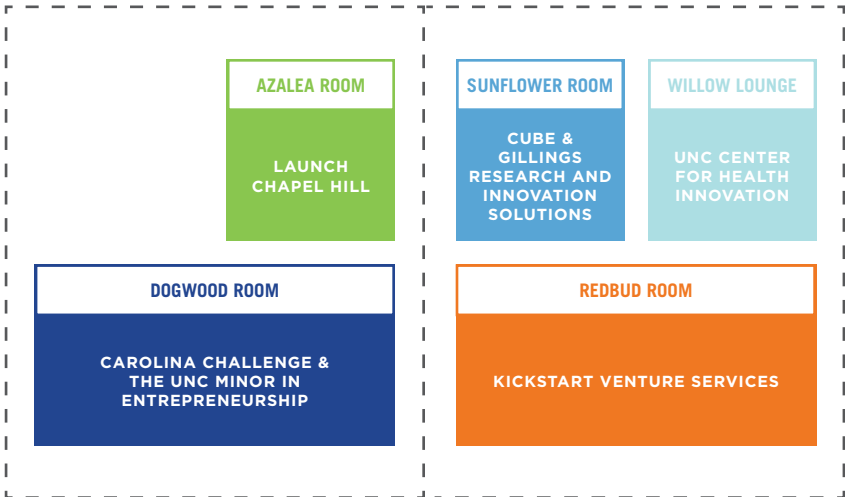 AZALEA ROOM
LAUNCH
CHAPEL HILL
SUNFLOWER ROOM
CUBE &
GILLINGS
RESEARCH AND
INNOVATION
SOLUTIONS
WILLOW LOUNGE
UNC CENTER
FOR HEALTH
INNOVATION
DOGWOOD ROOM
CAROLINA CHALLENGE &
THE UNC MINOR IN
ENTREPRENEURSHIP
REDBUD ROOM
KICKSTART VENTURE SERVICES